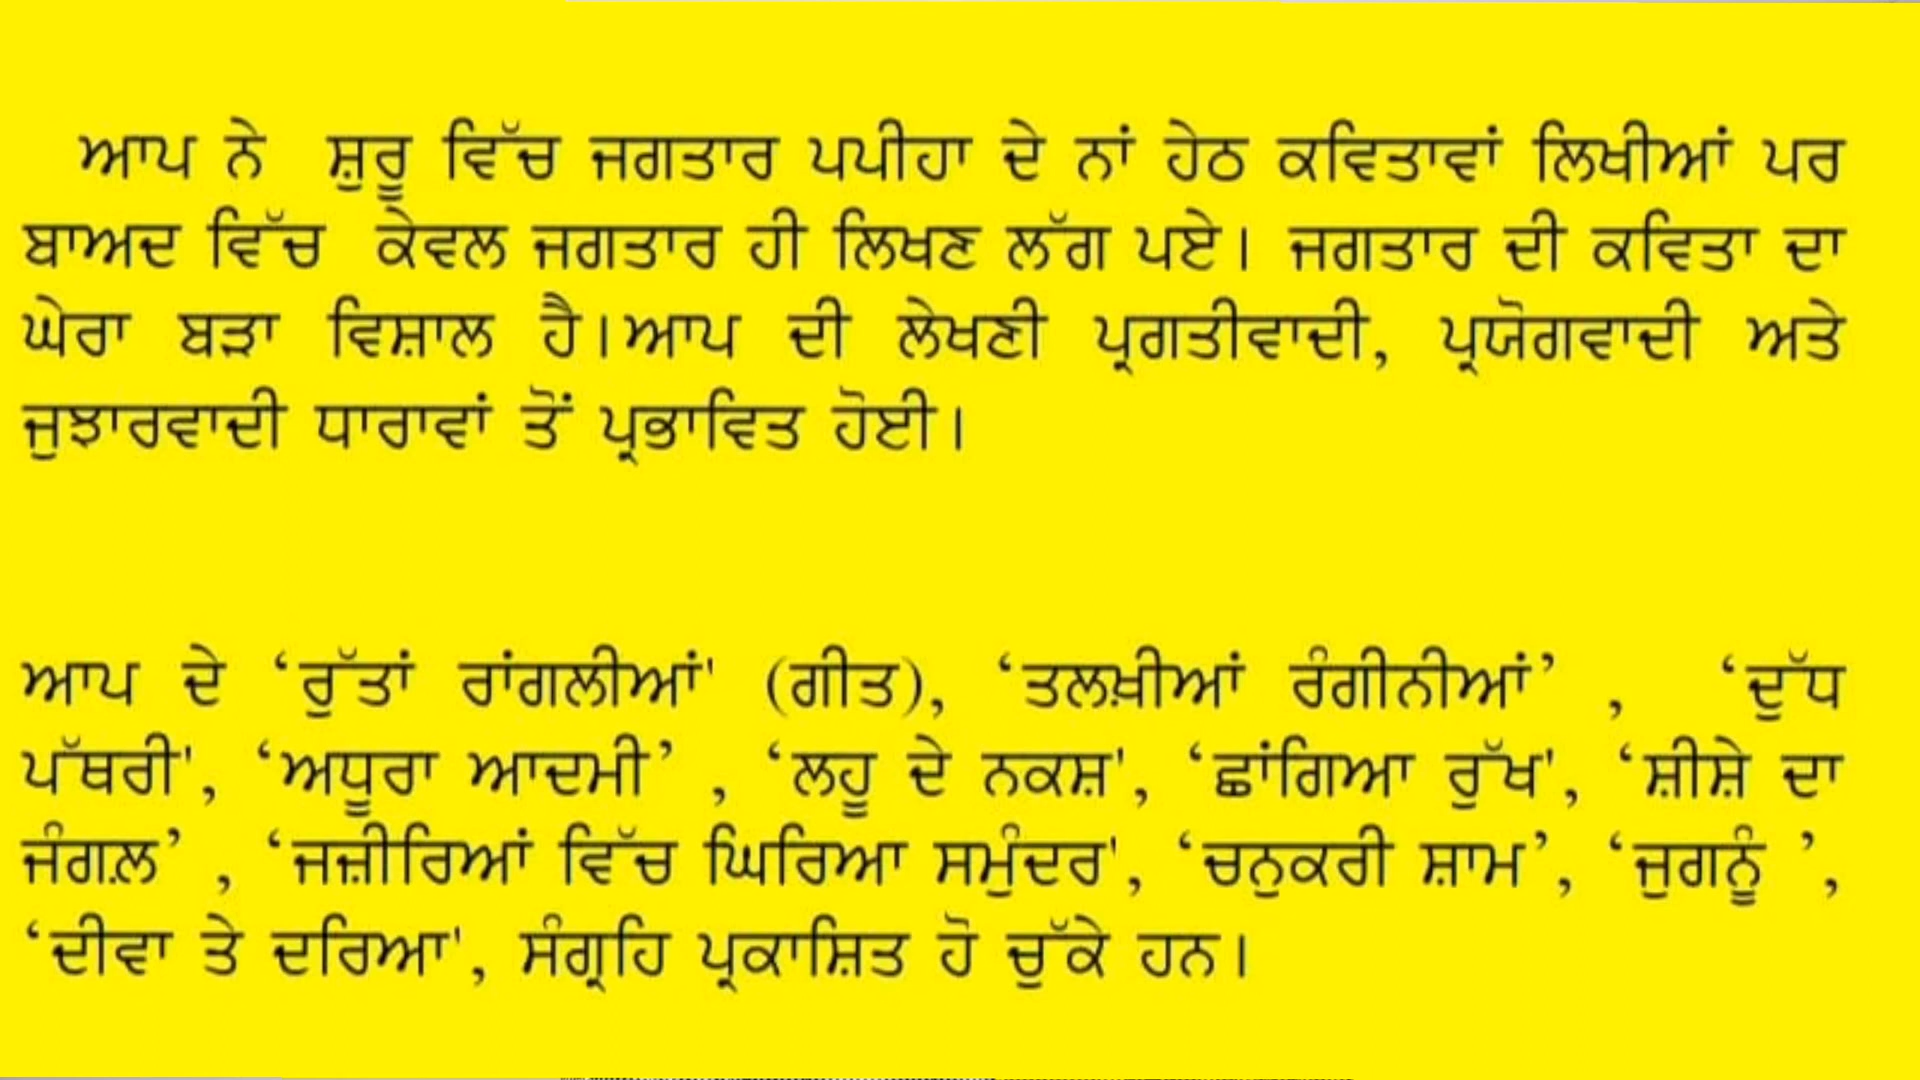 ਆਪ ਨੇ ਸ਼ੁਰੂ ਵਿੱਚ ਜਗਤਾਰ ਪਪੀਹਾ ਦੇ ਨਾਂ ਹੇਠ ਕਵਿਤਾਵਾਂ ਲਿਖੀਆਂ ਪਰ
ਬਾਅਦ ਵਿੱਚ ਕੇਵਲ ਜਗਤਾਰ ਹੀ ਲਿਖਣ ਲੱਗ ਪਏ। ਜਗਤਾਰ ਦੀ ਕਵਿਤਾ ਦਾ
ਘੇਰਾ ਬੜਾ ਵਿਸ਼ਾਲ ਹੈ।ਆਪ ਦੀ ਲੇਖਣੀ ਪ੍ਰਗਤੀਵਾਦੀ, ਪ੍ਰਯੋਗਵਾਦੀ ਅਤੇ
ਜੁਝਾਰਵਾਦੀ ਧਾਰਾਵਾਂ ਤੋਂ ਪ੍ਰਭਾਵਿਤ ਹੋਈ।
ਆਪ ਦੇ ‘ਰੁੱਤਾਂ ਰਾਂਗਲੀਆਂ' (ਗੀਤ), ‘ਤਲਖ਼ੀਆਂ ਰੰਗੀਨੀਆਂ’ , ‘ਦੁੱਧ
ਪੱਥਰੀ', ‘ਅਧੂਰਾ ਆਦਮੀ’ , ‘ਲਹੂ ਦੇ ਨਕਸ਼', ‘ਛਾਂਗਿਆ ਰੁੱਖ', ‘ਸ਼ੀਸ਼ੇ ਦਾ
ਜੰਗਲ਼’ , ‘ਜਜ਼ੀਰਿਆਂ ਵਿੱਚ ਘਿਰਿਆ ਸਮੁੰਦਰ', ‘ਚਨੁਕਰੀ ਸ਼ਾਮ’, ‘ਜੁਗਨੂੰ ’,
‘ਦੀਵਾ ਤੇ ਦਰਿਆ', ਸੰਗ੍ਰਹਿ ਪ੍ਰਕਾਸ਼ਿਤ ਹੋ ਚੁੱਕੇ ਹਨ।